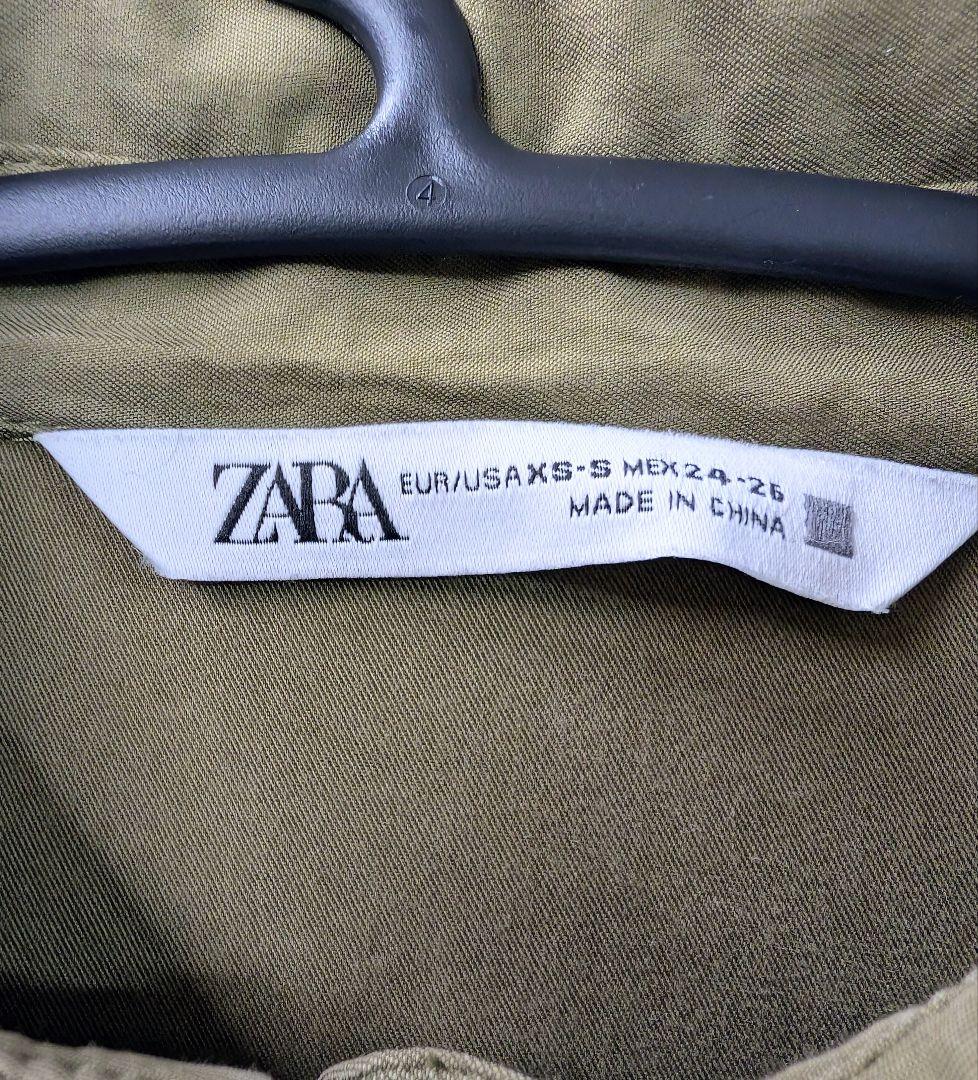 4
ZARA
EUR/USA XS-S MEX 24-26
MADE IN CHINA